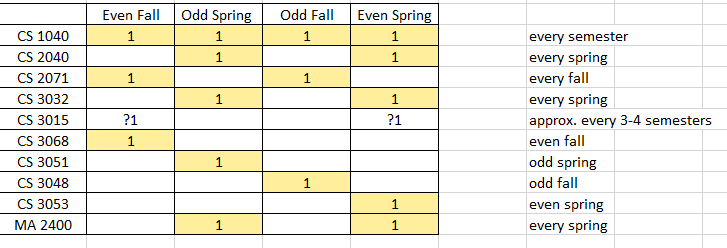 Even Fall Odd Spring Odd Fall Even Spring
CS 1040 1 1 1 1 every semester
CS 2040 1 1 every spring
CS 2071 1 1 every fall
CS 3032 1 1 every spring
CS 3015 ?1 ?1 approx. every 3-4 semesters
CS 3068 1 even fall
CS 3051 1 odd spring
CS 3048 1 odd fall
CS 3053 1 even spring
MA 2400 1 1 every spring